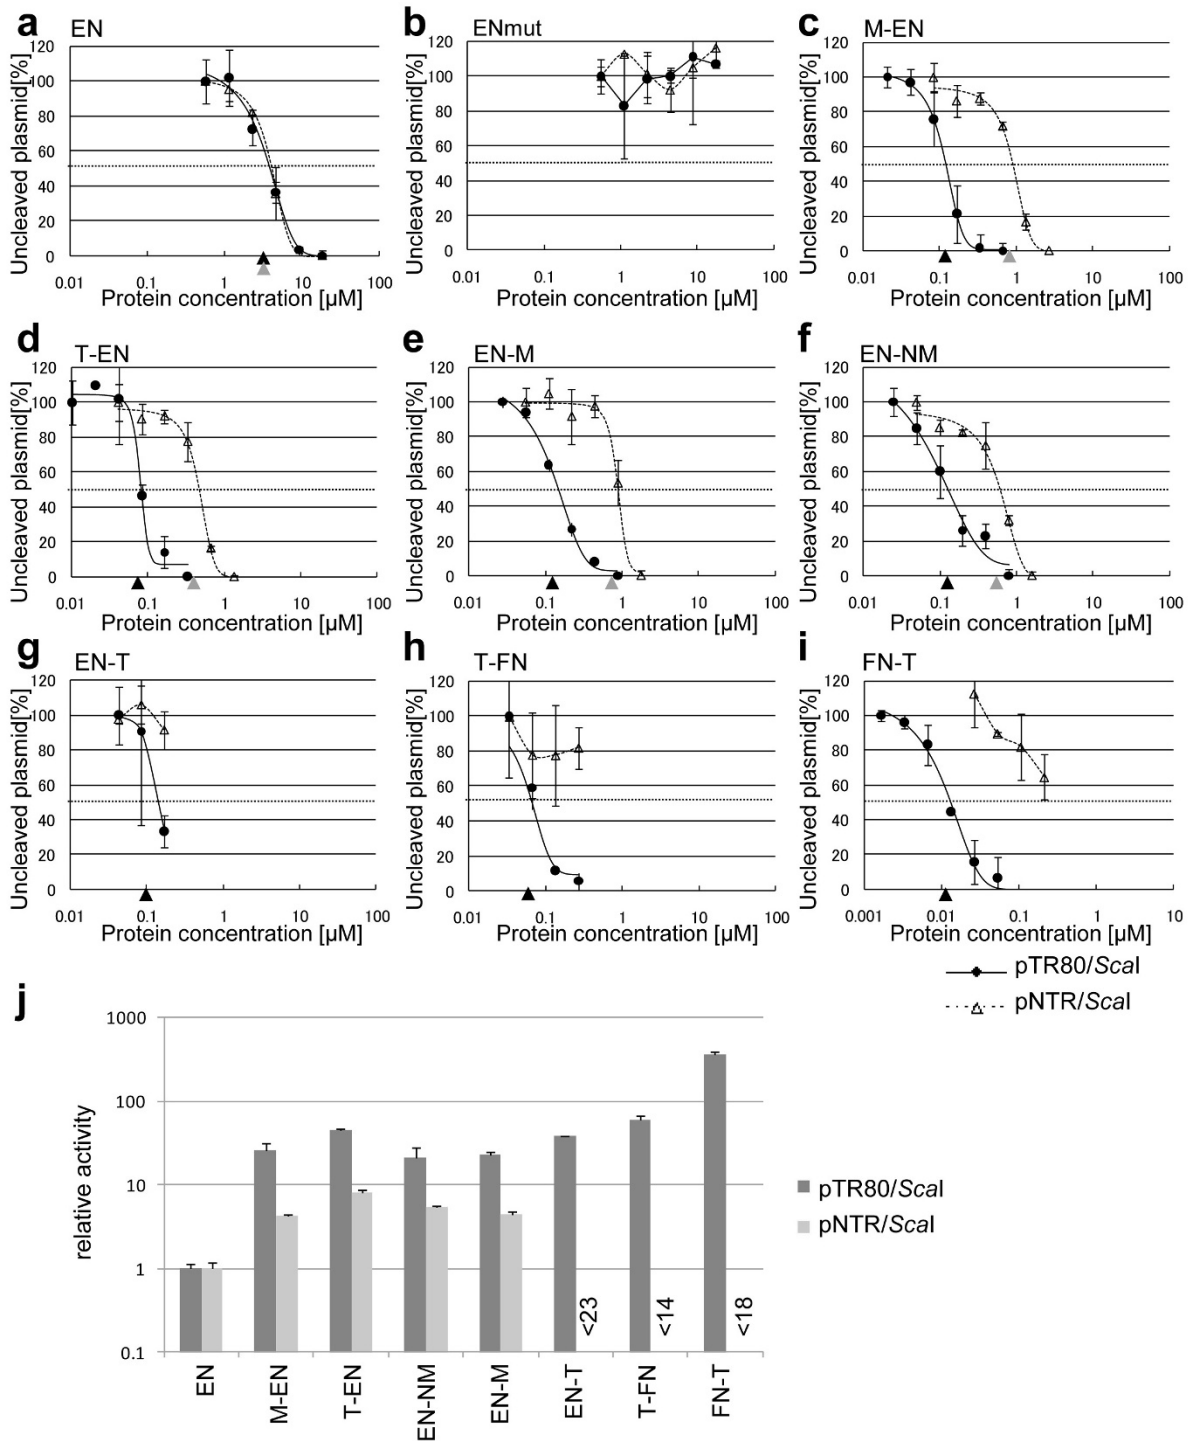 a EN
Uncleaved plasmid[%]
120
100
80
60
40
20
0
0.01 0.1 1 10 100
Protein concentration [µM]
b ENmut
Uncleaved plasmid[%]
120
100
80
60
40
20
0
0.01 0.1 1 10 100
Protein concentration [µM]
c M-EN
Uncleaved plasmid[%]
120
100
80
60
40
20
0
0.01 0.1 1 10 100
Protein concentration [µM]
d T-EN
Uncleaved plasmid[%]
120
100
80
60
40
20
0
0.01 0.1 1 10 100
Protein concentration [µM]
e EN-M
Uncleaved plasmid[%]
120
100
80
60
40
20
0
0.01 0.1 1 10 100
Protein concentration [µM]
f EN-NM
Uncleaved plasmid[%]
120
100
80
60
40
20
0
0.01 0.1 1 10 100
Protein concentration [µM]
g EN-T
Uncleaved plasmid[%]
120
100
80
60
40
20
0
0.01 0.1 1 10 100
Protein concentration [µM]
h T-FN
Uncleaved plasmid[%]
120
100
80
60
40
20
0
0.01 0.1 1 10 100
Protein concentration [µM]
i FN-T
Uncleaved plasmid[%]
120
100
80
60
40
20
0
0.001 0.01 0.1 1 10
Protein concentration [µM]
pTR80/ScaI
pNTR/ScaI
j
relative activity
1000
100
10
1
0.1
<23
<14
<18
EN
M-EN
T-EN
EN-NM
EN-M
EN-T
T-FN
FN-T
pTR80/ScaI
pNTR/ScaI